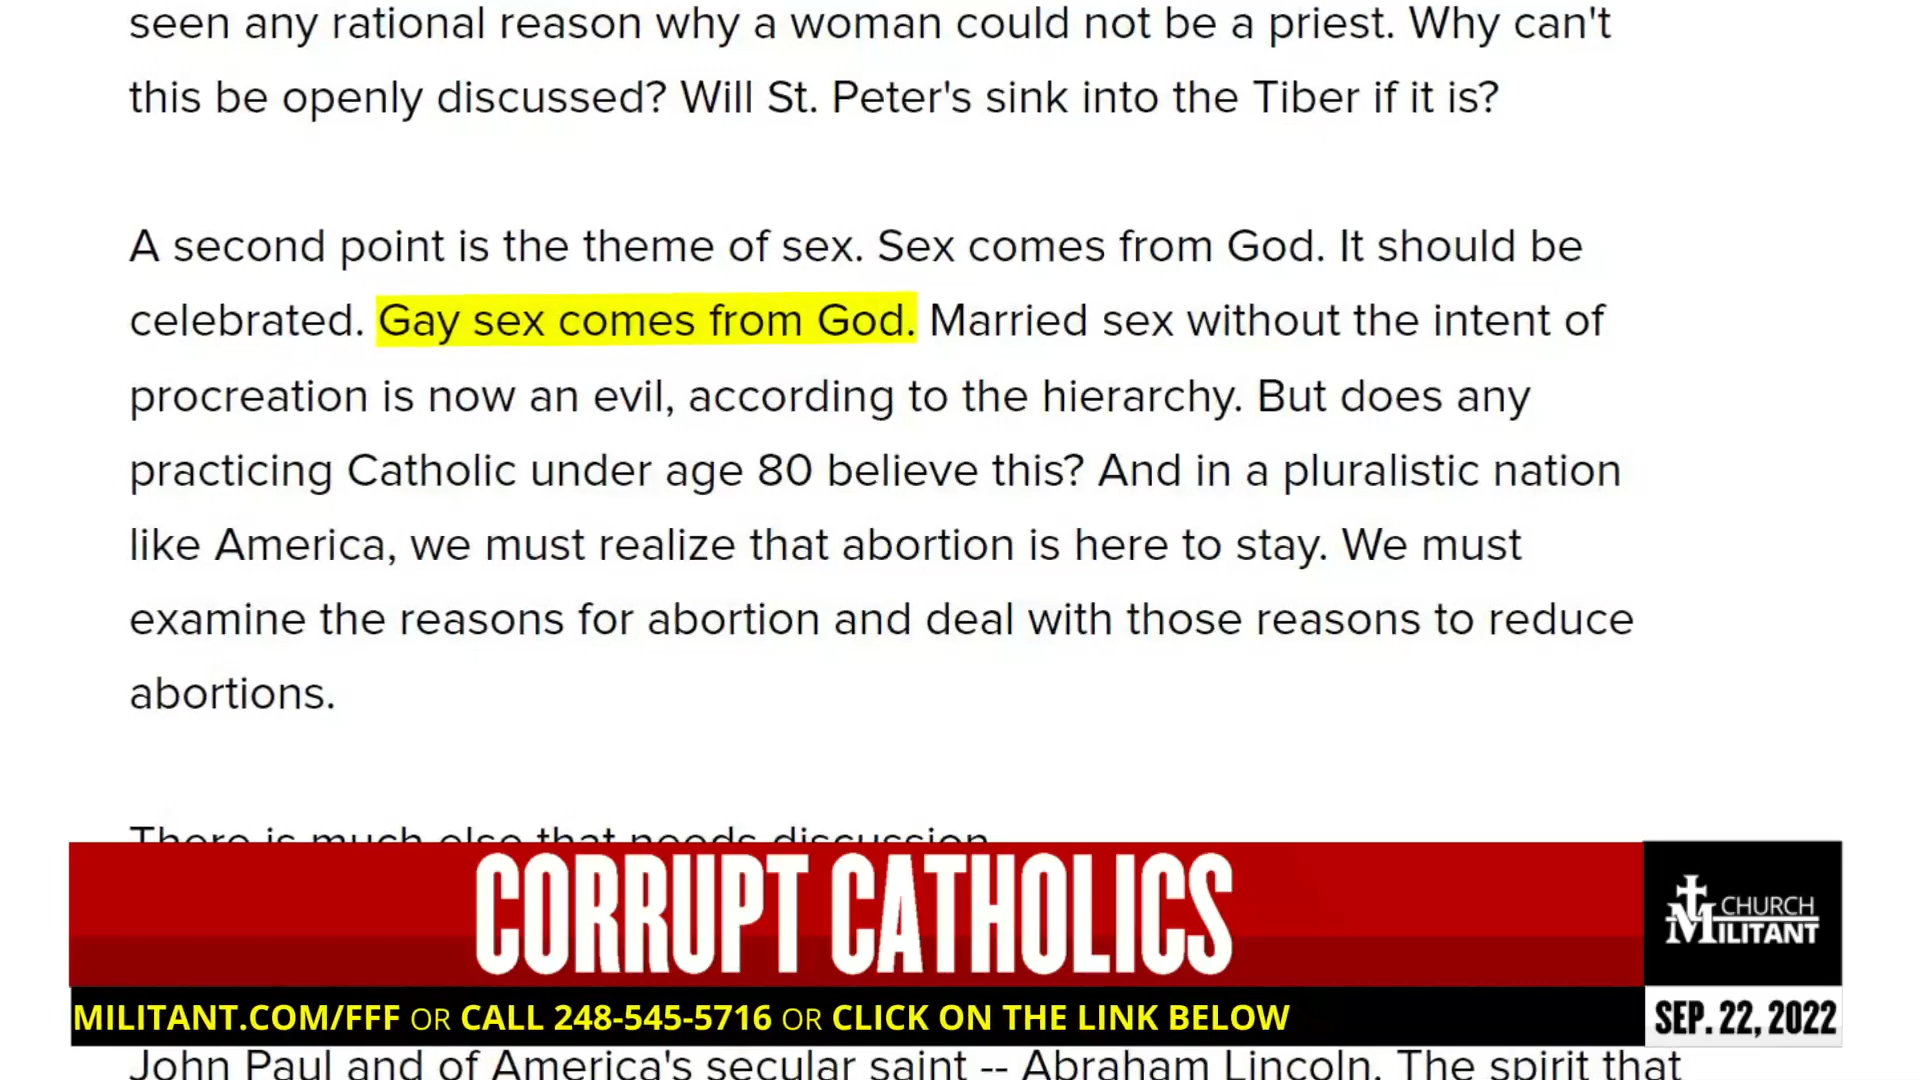 seen any rational reason why a woman could not be a priest. Why can't
this be openly discussed? Will St. Peter's sink into the Tiber if it is?
A second point is the theme of sex. Sex comes from God. It should be
celebrated. Gay sex comes from God. Married sex without the intent of
procreation is now an evil, according to the hierarchy. But does any
practicing Catholic under age 80 believe this? And in a pluralistic nation
like America, we must realize that abortion is here to stay. We must
examine the reasons for abortion and deal with those reasons to reduce
abortions.
There is much else that needs discussion
CORRUPT CATHOLICS
CHURCH
MILITANT
MILITANT.COM/FFF OR CALL 248-545-5716 OR CLICK ON THE LINK BELOW
SEP. 22, 2022
John Paul and of America's secular saint -- Abraham Lincoln. The spirit that